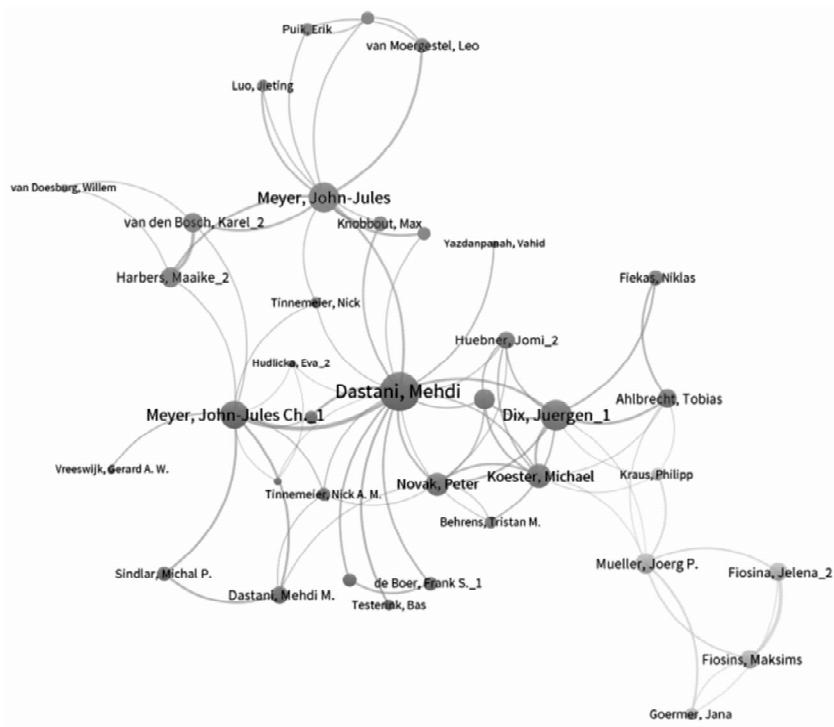 Puik, Erik
van Moergestel, Leo
Luo, Jieting
van Doesburg, Willem
Meyer, John-Jules
van den Bosch, Karel_2
Knobbout, Max
Yazdanpanah, Vahid
Harbers, Maaike_2
Fiekas, Niklas
Tinnemeier, Nick
Huebner, Jomi_2
Hudlicka, Eva_2
Dastani, Mehdi
Ahlbrecht, Tobias
Meyer, John-Jules Ch._1
Dix, Juergen_1
Vreeswijk, Gerard A. W.
Kraus, Philipp
Koester, Michael
Novak, Peter
Tinnemeier, Nick A. M.
Behrens, Tristan M.
Mueller, Joerg P.
Fiosina, Jelena_2
Sindlar, Michal P.
de Boer, Frank S._1
Dastani, Mehdi M.
Testerink, Bas
Fiosins, Maksims
Goermer, Jana